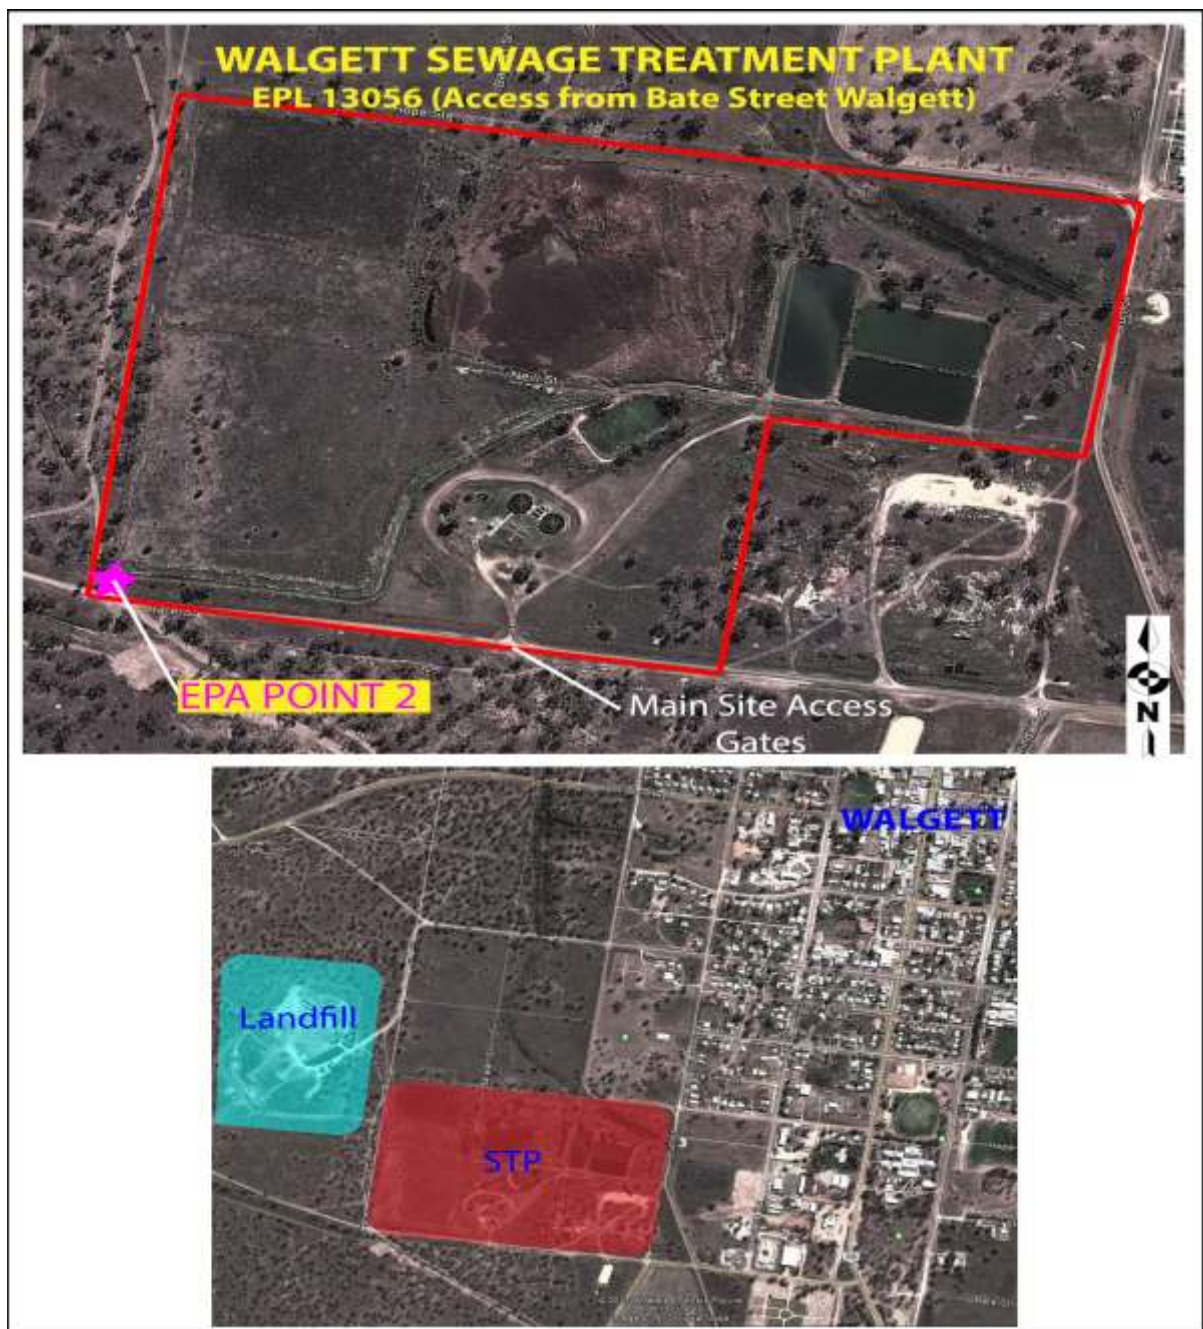 WALGETT SEWAGE TREATMENT PLANT
EPL 13056 (Access from Bate Street Walgett)
EPA POINT 2
Main Site Access
Gates
N
WALGETT
Landfill
STP